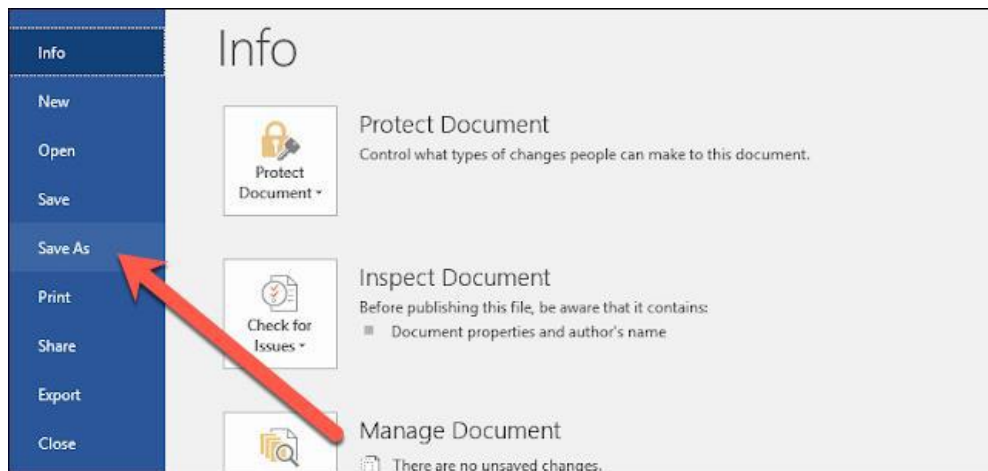 Info
New
Open
Save
Save As
Print
Share
Export
Close
Info
Protect
Document
Protect Document
Control what types of changes people can make to this document.
Check for
Issues
Inspect Document
Before publishing this file, be aware that it contains:
Document properties and author's name
Manage Document
There are no unsaved changes.